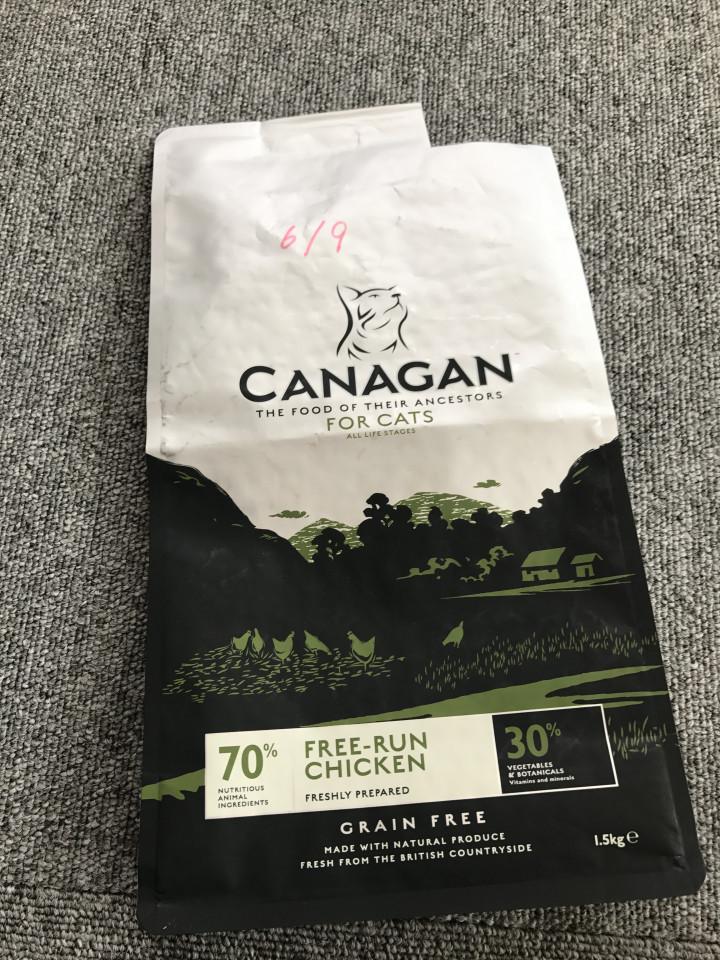 6/9
CANAGAN™
THE FOOD OF THEIR ANCESTORS
FOR CATS
ALL LIFE STAGES
70%
NUTRITIOUS
ANIMAL
INGREDIENTS
FREE-RUN
CHICKEN
FRESHLY PREPARED
30%
VEGETABLES
& BOTANICALS
Vitamins and minerals
GRAIN FREE
MADE WITH NATURAL PRODUCE
FRESH FROM THE BRITISH COUNTRYSIDE
1.5kg ℮